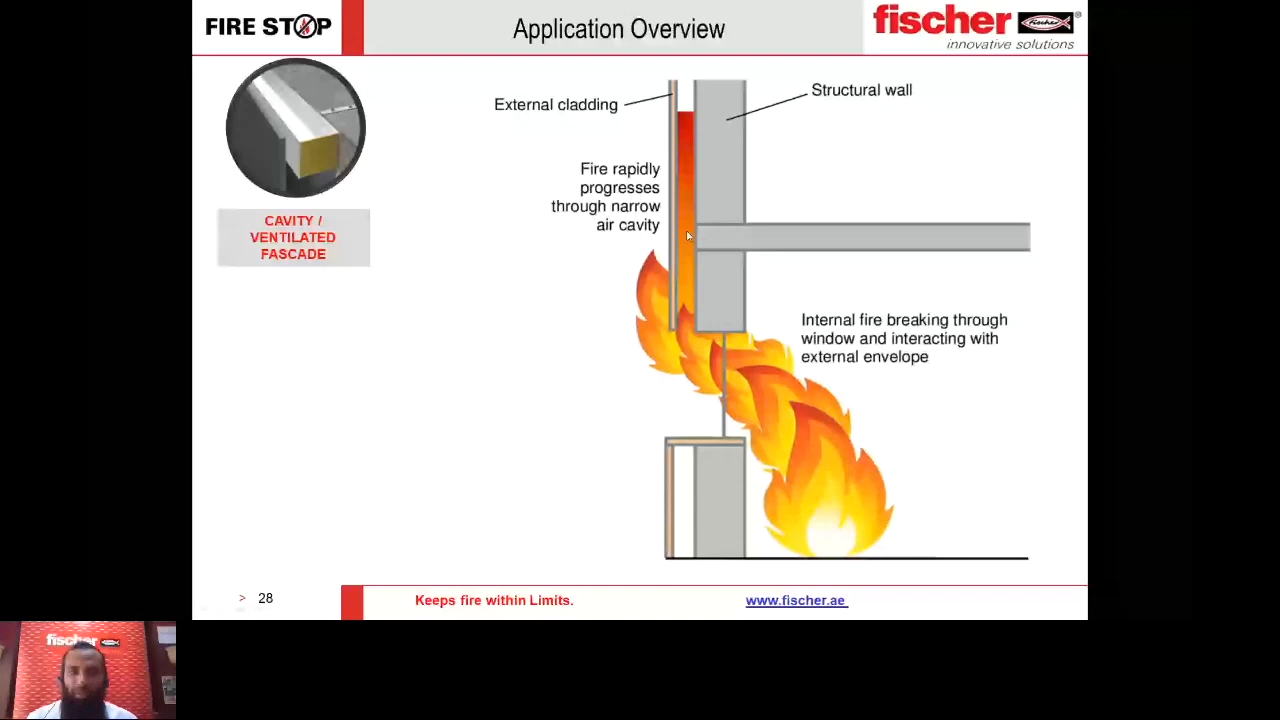 FIRE STOP
Application Overview
fischer
fischer
innovative solutions
CAVITY /
VENTILATED
FASCADE
External cladding
Structural wall
Fire rapidly
progresses
through narrow
air cavity
Internal fire breaking through
window and interacting with
external envelope
> 28
Keeps fire within Limits.
www.fischer.ae
fischer